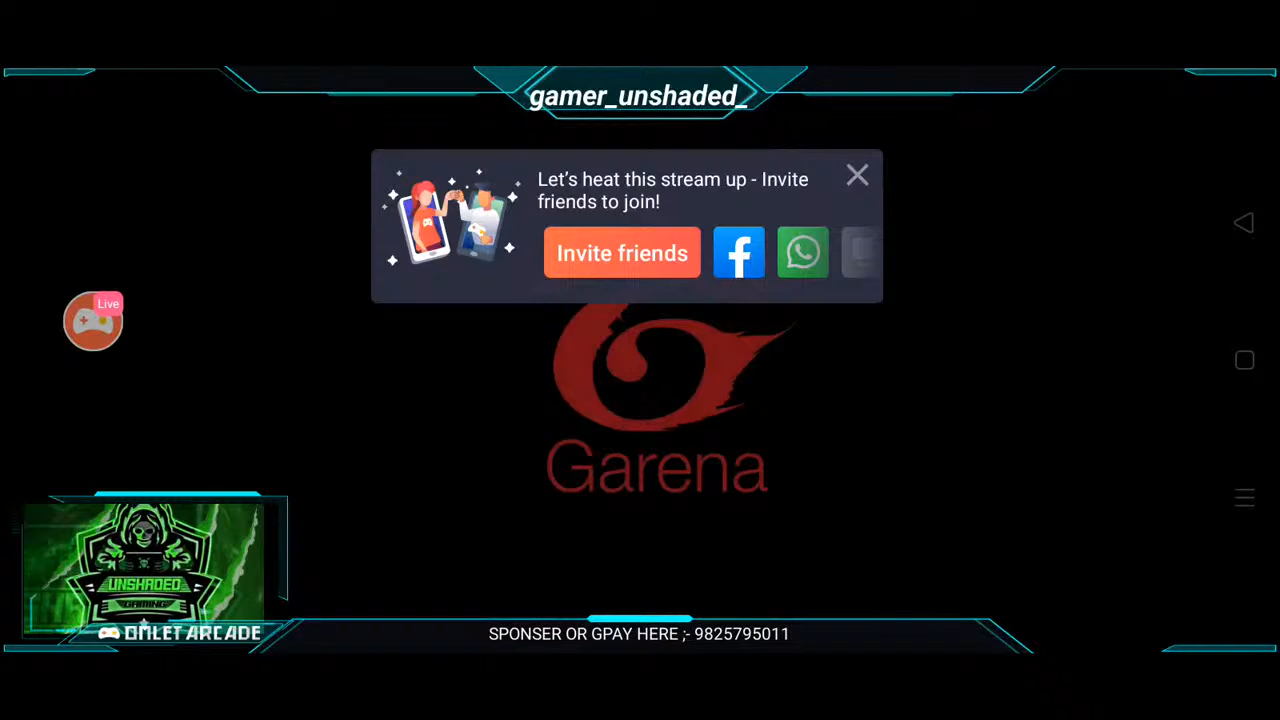 gamer_unshaded_
Let's heat this stream up - Invite
friends to join!
Invite friends
Live
Garena
UNSHADED
GAMING
OMLET ARCADE
SPONSER OR GPAY HERE ;- 9825795011